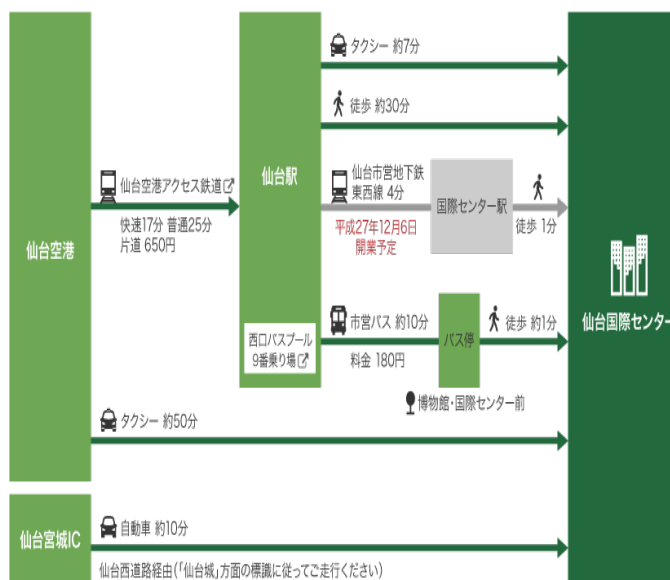 タクシー 約7分
徒歩 約30分
仙台空港アクセス鉄道
快速17分 普通25分
片道 650円
仙台空港
仙台駅
仙台市営地下鉄
東西線 4分
平成27年12月6日
開業予定
国際センター駅
徒歩 1分
西口バスプール
9番乗り場
市営バス 約10分
料金 180円
バス停
徒歩 約1分
博物館・国際センター前
仙台国際センター
タクシー 約50分
仙台宮城IC
自動車 約10分
仙台西道路経由(「仙台城」方面の標識に従ってご走行ください)